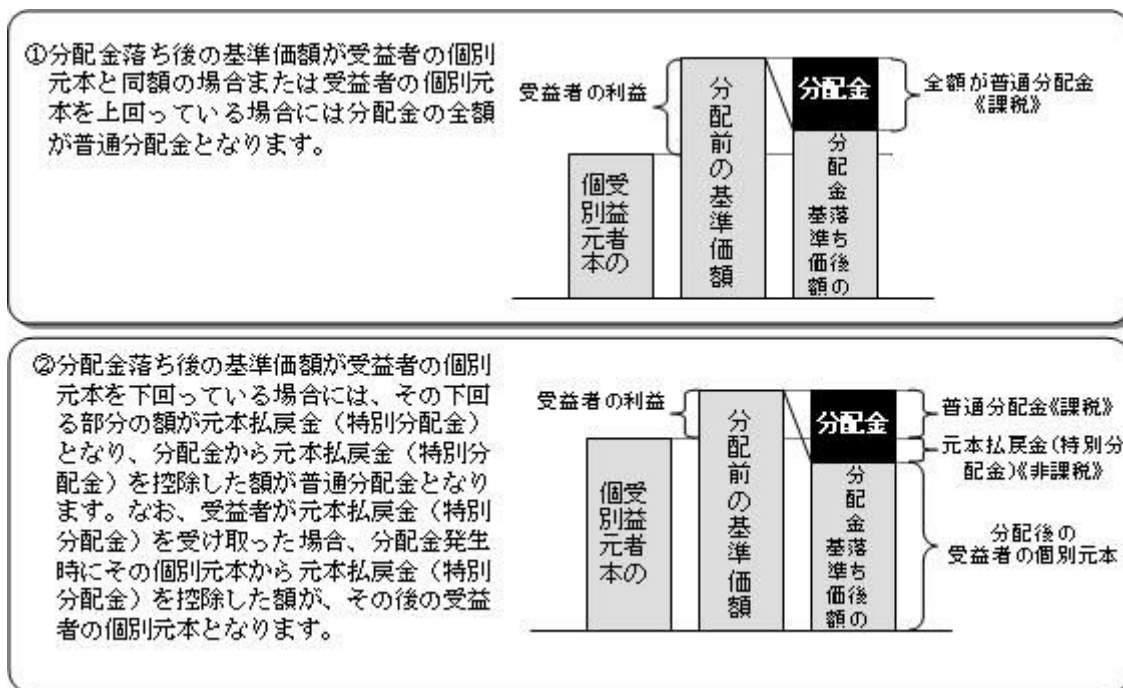 ①分配金落ち後の基準価額が受益者の個別
元本と同額の場合または受益者の個別元
本を上回っている場合には分配金の全額
が普通分配金となります。
受益者の利益
受益者の
個別元本
分配前の基準価額
分配金
分配金落ち後の
基準価額
全額が普通分配金
《課税》
②分配金落ち後の基準価額が受益者の個別
元本を下回っている場合には、その下回
る部分の額が元本払戻金（特別分配金）
となり、分配金から元本払戻金（特別分
配金）を控除した額が普通分配金となり
ます。なお、受益者が元本払戻金（特別
分配金）を受け取った場合、分配金発生
時にその個別元本から元本払戻金（特別
分配金）を控除した額が、その後の受益
者の個別元本となります。
受益者の利益
受益者の
個別元本
分配前の基準価額
分配金
分配金落ち後の
基準価額
普通分配金《課税》
元本払戻金(特別分
配金)《非課税》
分配後の
受益者の個別元本